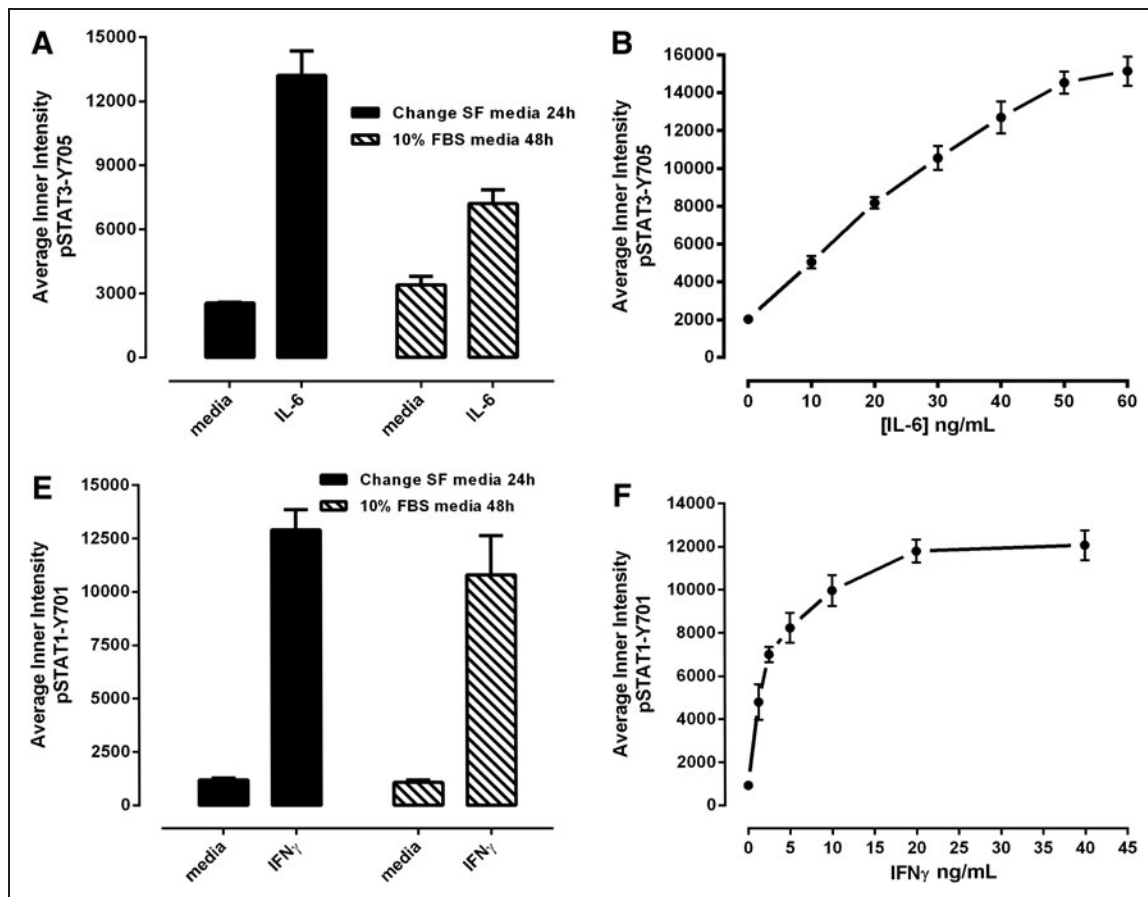 A
Average Inner Intensity
pSTAT3-Y705
15000
12000
9000
6000
3000
0
Change SF media 24h
10% FBS media 48h
media
IL-6
media
IL-6
B
Average Inner Intensity
pSTAT3-Y705
16000
14000
12000
10000
8000
6000
4000
2000
0
0 10 20 30 40 50 60
[IL-6] ng/mL
E
Average Inner Intensity
pSTAT1-Y701
15000
12500
10000
7500
5000
2500
0
Change SF media 24h
10% FBS media 48h
media
IFNγ
media
IFNγ
F
Average Inner Intensity
pSTAT1-Y701
14000
12000
10000
8000
6000
4000
2000
0
0 5 10 15 20 25 30 35 40 45
IFNγ ng/mL